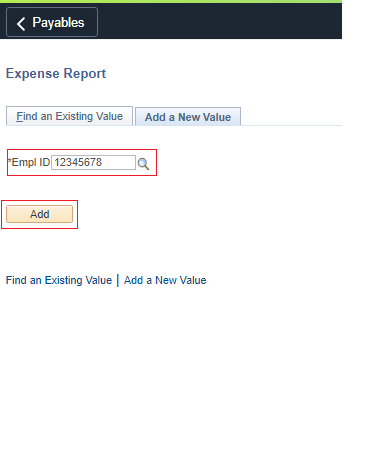 Payables
Expense Report
Find an Existing Value
Add a New Value
*Empl ID 12345678
Add
Find an Existing Value | Add a New Value